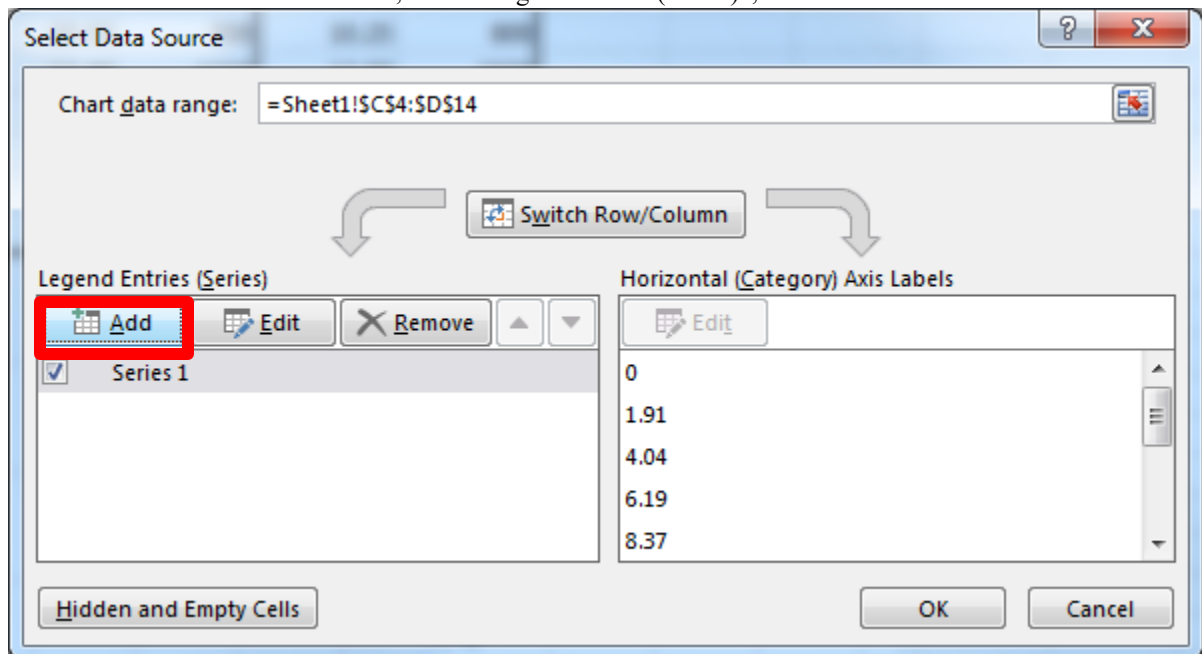 Select Data Source
Chart data range: =Sheet1!$C$4:$D$14
Switch Row/Column
Legend Entries (Series)
Horizontal (Category) Axis Labels
Add Edit Remove
Edit
Series 1
0
1.91
4.04
6.19
8.37
Hidden and Empty Cells
OK Cancel